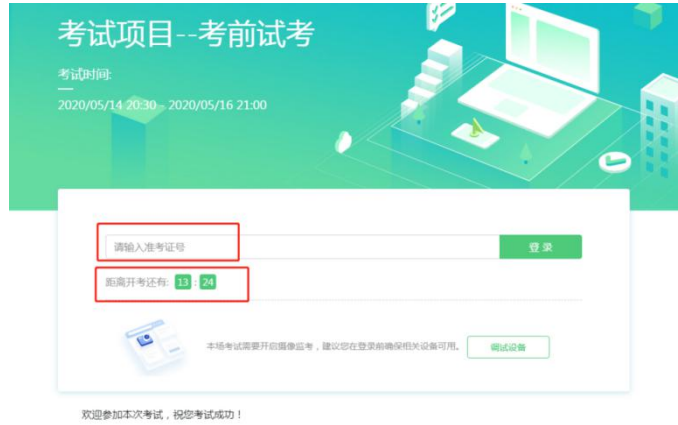 考试项目--考前试考
考试时间:
2020/05/14 20:30 - 2020/05/16 21:00
请输入准考证号
登录
距离开考还有: 13 : 24
本场考试需要开启摄像监考，建议您在登录前确保相关设备可用。
调试设备
欢迎参加本次考试，祝您考试成功！